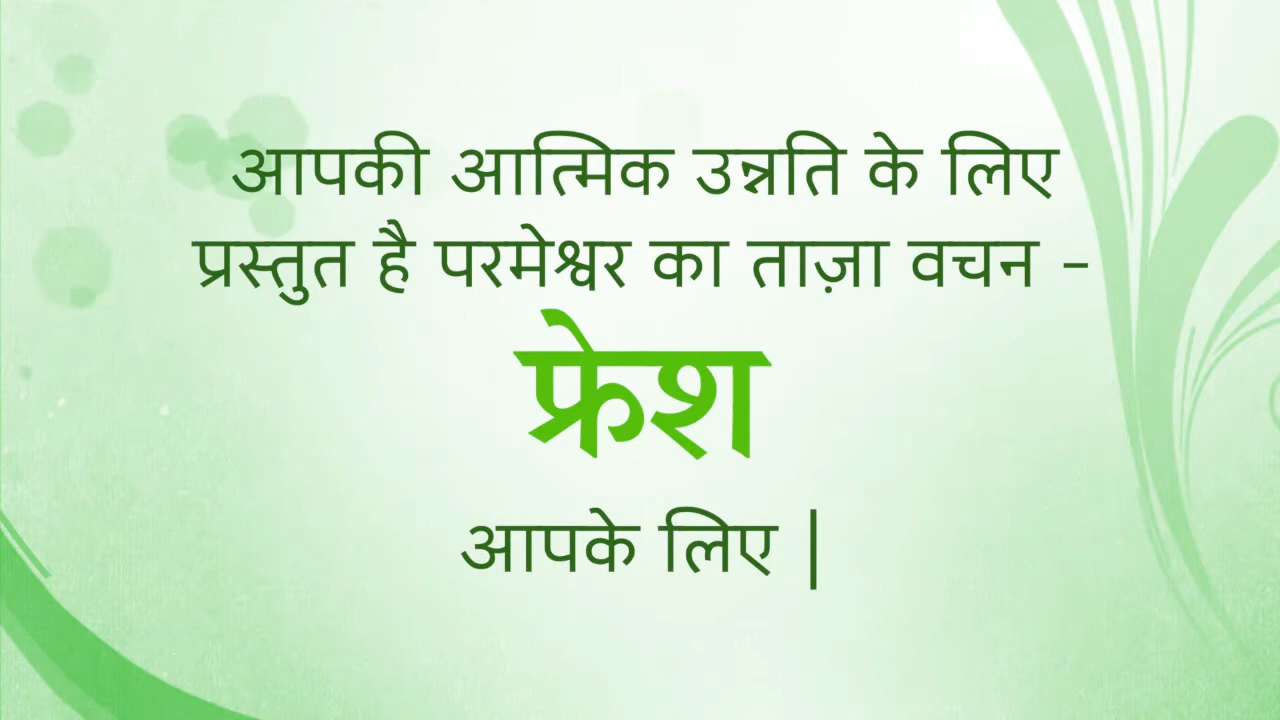 आपकी आत्मिक उन्नति के लिए
प्रस्तुत है परमेश्वर का ताज़ा वचन –
फ्रेश
आपके लिए |